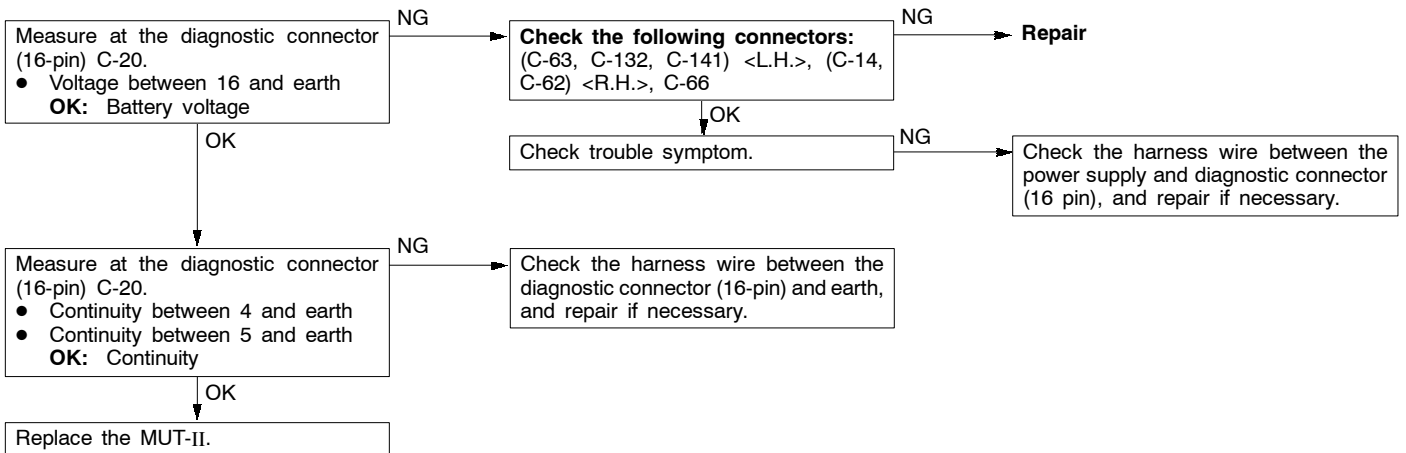 Measure at the diagnostic connector
(16-pin) C-20.
● Voltage between 16 and earth
OK: Battery voltage
NG
Check the following connectors:
(C-63, C-132, C-141) <L.H.>, (C-14,
C-62) <R.H.>, C-66
NG
Repair
OK
OK
Check trouble symptom.
NG
Check the harness wire between the
power supply and diagnostic connector
(16 pin), and repair if necessary.
Measure at the diagnostic connector
(16-pin) C-20.
● Continuity between 4 and earth
● Continuity between 5 and earth
OK: Continuity
NG
Check the harness wire between the
diagnostic connector (16-pin) and earth,
and repair if necessary.
OK
Replace the MUT-II.